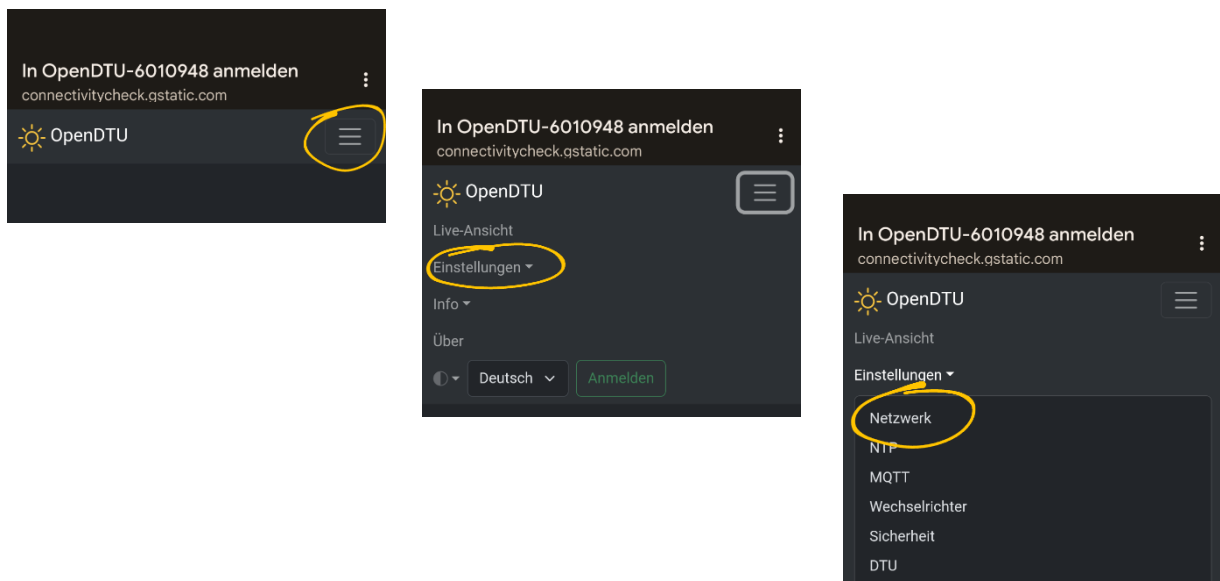 In OpenDTU-6010948 anmelden
connectivitycheck.gstatic.com
OpenDTU
In OpenDTU-6010948 anmelden
connectivitycheck.gstatic.com
OpenDTU
Live-Ansicht
Einstellungen
Info
Über
Deutsch
Anmelden
In OpenDTU-6010948 anmelden
connectivitycheck.gstatic.com
OpenDTU
Live-Ansicht
Einstellungen
Netzwerk
NTP
MQTT
Wechselrichter
Sicherheit
DTU